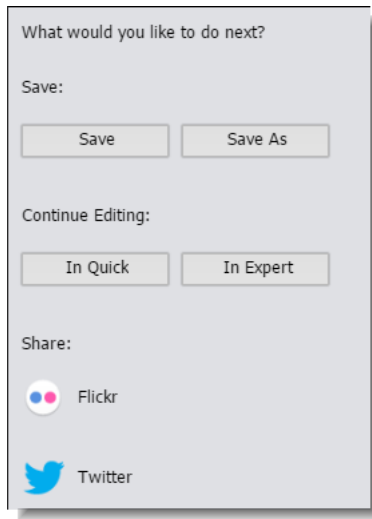 What would you like to do next?
Save:
Save Save As
Continue Editing:
In Quick In Expert
Share:
Flickr
Twitter